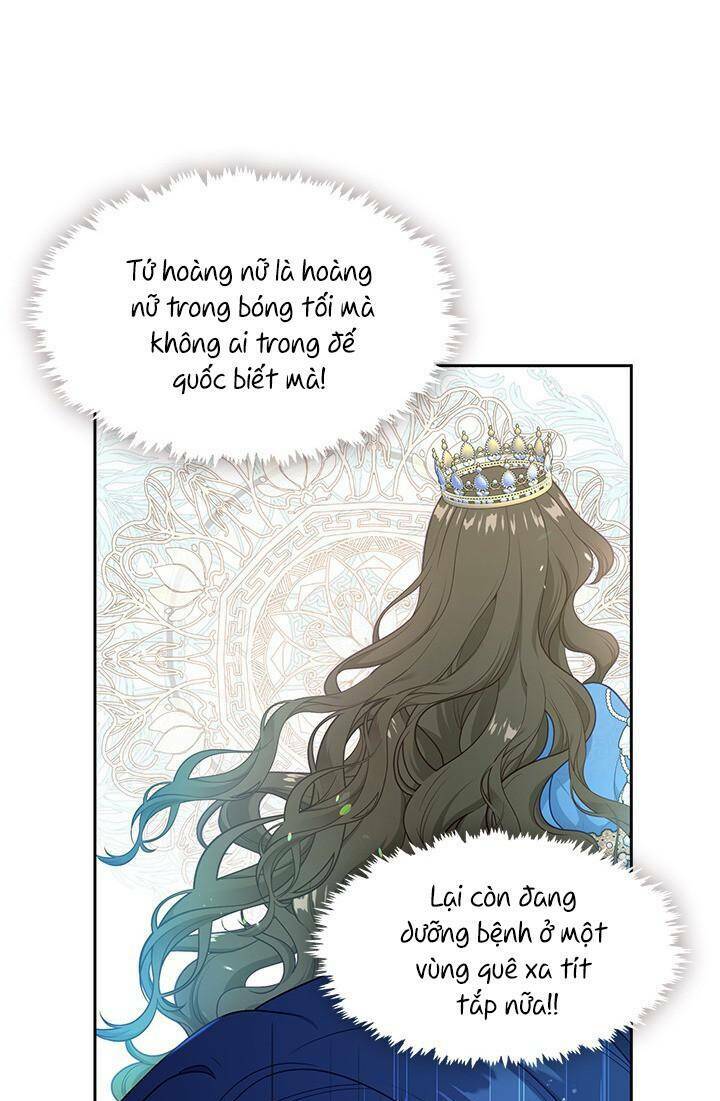 Tứ hoàng nữ là hoàng
nữ trong bóng tối mà
không ai trong đế
quốc biết mà!
Lại còn đang
dưỡng bệnh ở một
vùng quê xa tít
tắp nữa!!